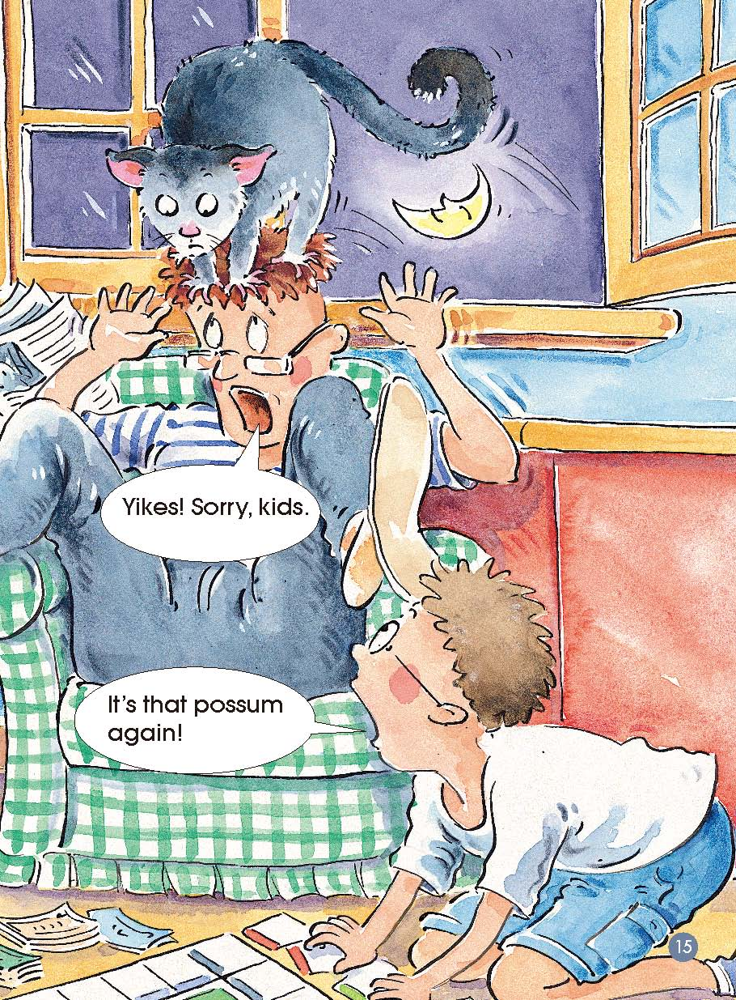 Yikes! Sorry, kids.
It's that possum
again!
15